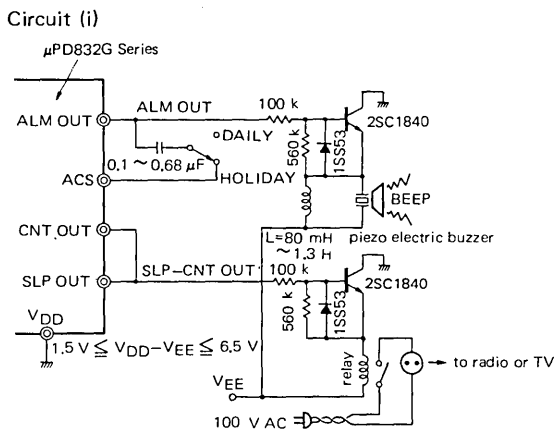 Circuit (i)
μPD832G Series
ALM OUT
ALM OUT
100 k
2SC1840
DAILY
560 k
1SS53
0.1 ~ 0.68 μF
ACS
HOLIDAY
BEEP
CNT OUT
L=80 mH
~ 1.3 H
piezo electric buzzer
SLP OUT
SLP-CNT OUT
100 k
2SC1840
560 k
1SS53
VDD
1.5 V ≦ VDD-VEE ≦ 6.5 V
relay
to radio or TV
VEE
100 V AC